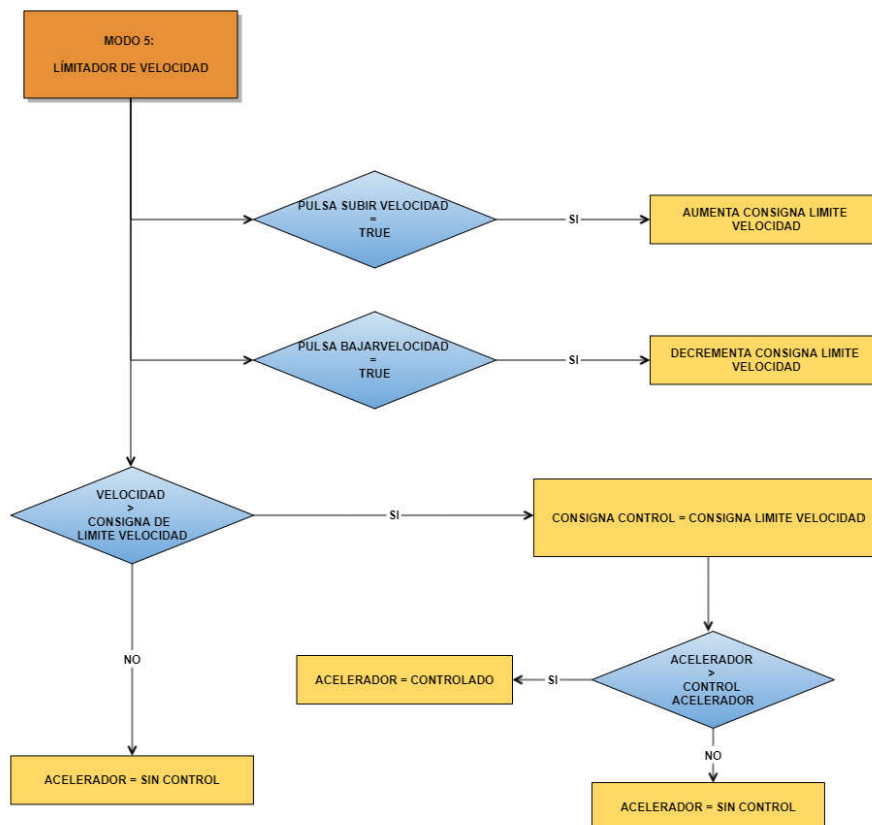 MODO 5:
LÍMITADOR DE VELOCIDAD
PULSA SUBIR VELOCIDAD
=
TRUE
SI
AUMENTA CONSIGNA LIMITE
VELOCIDAD
PULSA BAJARVELOCIDAD
=
TRUE
SI
DECREMENTA CONSIGNA LIMITE
VELOCIDAD
VELOCIDAD
>
CONSIGNA DE
LIMITE VELOCIDAD
SI
CONSIGNA CONTROL = CONSIGNA LIMITE VELOCIDAD
NO
ACELERADOR
>
CONTROL
ACELERADOR
SI
ACELERADOR = CONTROLADO
NO
ACELERADOR = SIN CONTROL
ACELERADOR = SIN CONTROL